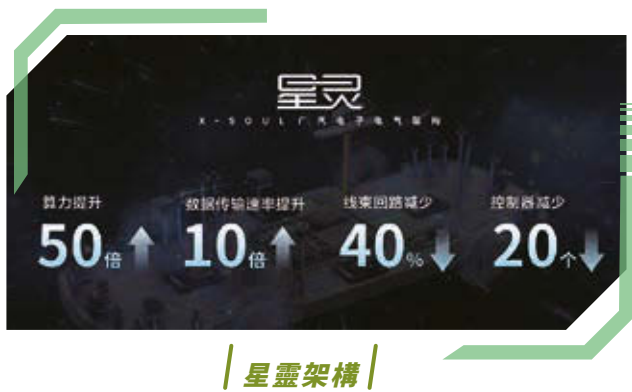 星灵
X-SOUL 广汽电子电气架构
算力提升
50倍
数据传输速率提升
10倍
线束回路减少
40%
控制器减少
20个
星靈架構